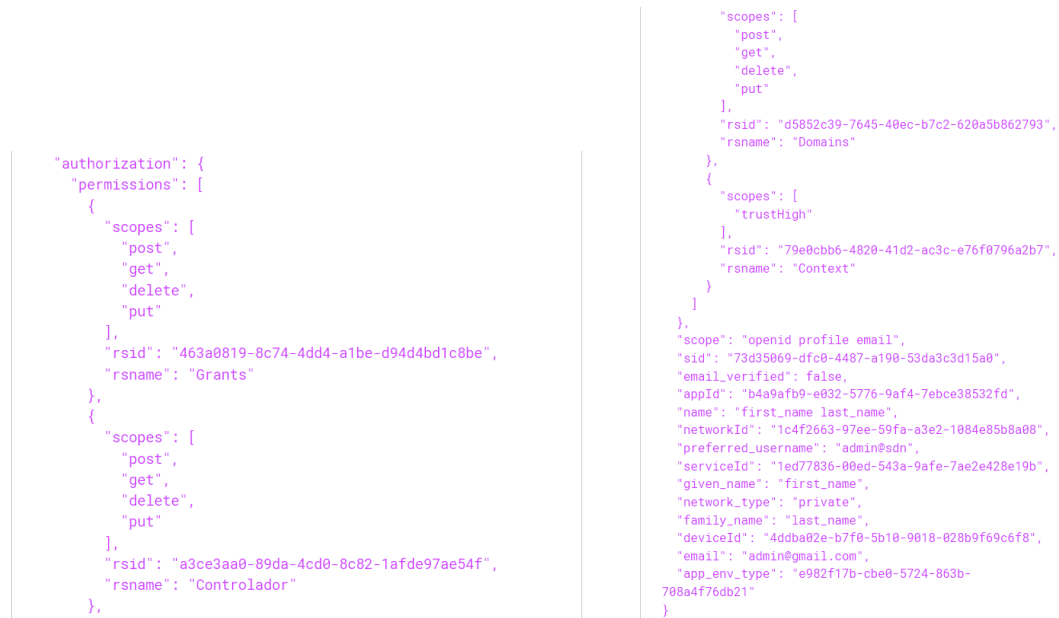 "authorization": {
"permissions": [
{
"scopes": [
"post",
"get",
"delete",
"put"
],
"rsid": "463a0819-8c74-4dd4-a1be-d94d4bd1c8be",
"rsname": "Grants"
},
{
"scopes": [
"post",
"get",
"delete",
"put"
],
"rsid": "a3ce3aa0-89da-4cd0-8c82-1afde97ae54f",
"rsname": "Controlador"
},
"scopes": [
"post",
"get",
"delete",
"put"
],
"rsid": "d5852c39-7645-40ec-b7c2-620a5b862793",
"rsname": "Domains"
},
{
"scopes": [
"trustHigh"
],
"rsid": "79e0cbb6-4820-41d2-ac3c-e76f0796a2b7",
"rsname": "Context"
}
]
},
"scope": "openid profile email",
"sid": "73d35069-dfc0-4487-a190-53da3c3d15a0",
"email_verified": false,
"appId": "b4a9afb9-e032-5776-9af4-7ebce38532fd",
"name": "first_name last_name",
"networkId": "1c4f2663-97ee-59fa-a3e2-1084e85b8a08",
"preferred_username": "admin@sdn",
"serviceId": "1ed77836-00ed-543a-9afe-7ae2e428e19b",
"given_name": "first_name",
"network_type": "private",
"family_name": "last_name",
"deviceId": "4ddba02e-b7f0-5b10-9018-028b9f69c6f8",
"email": "admin@gmail.com",
"app_env_type": "e982f17b-cbe0-5724-863b-
708a4f76db21"
}